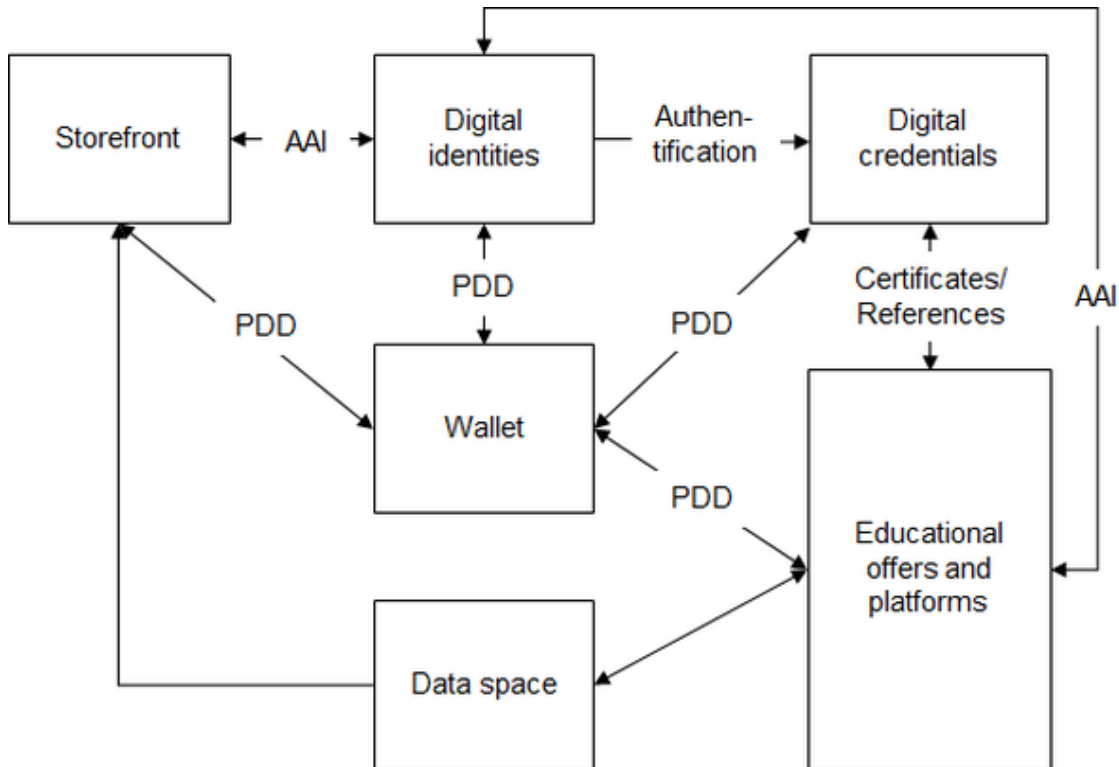 Storefront
AAI
Digital
identities
Authen-
tification
Digital
credentials
PDD
PDD
PDD
Certificates/
References
AAI
Wallet
PDD
Educational
offers and
platforms
Data space